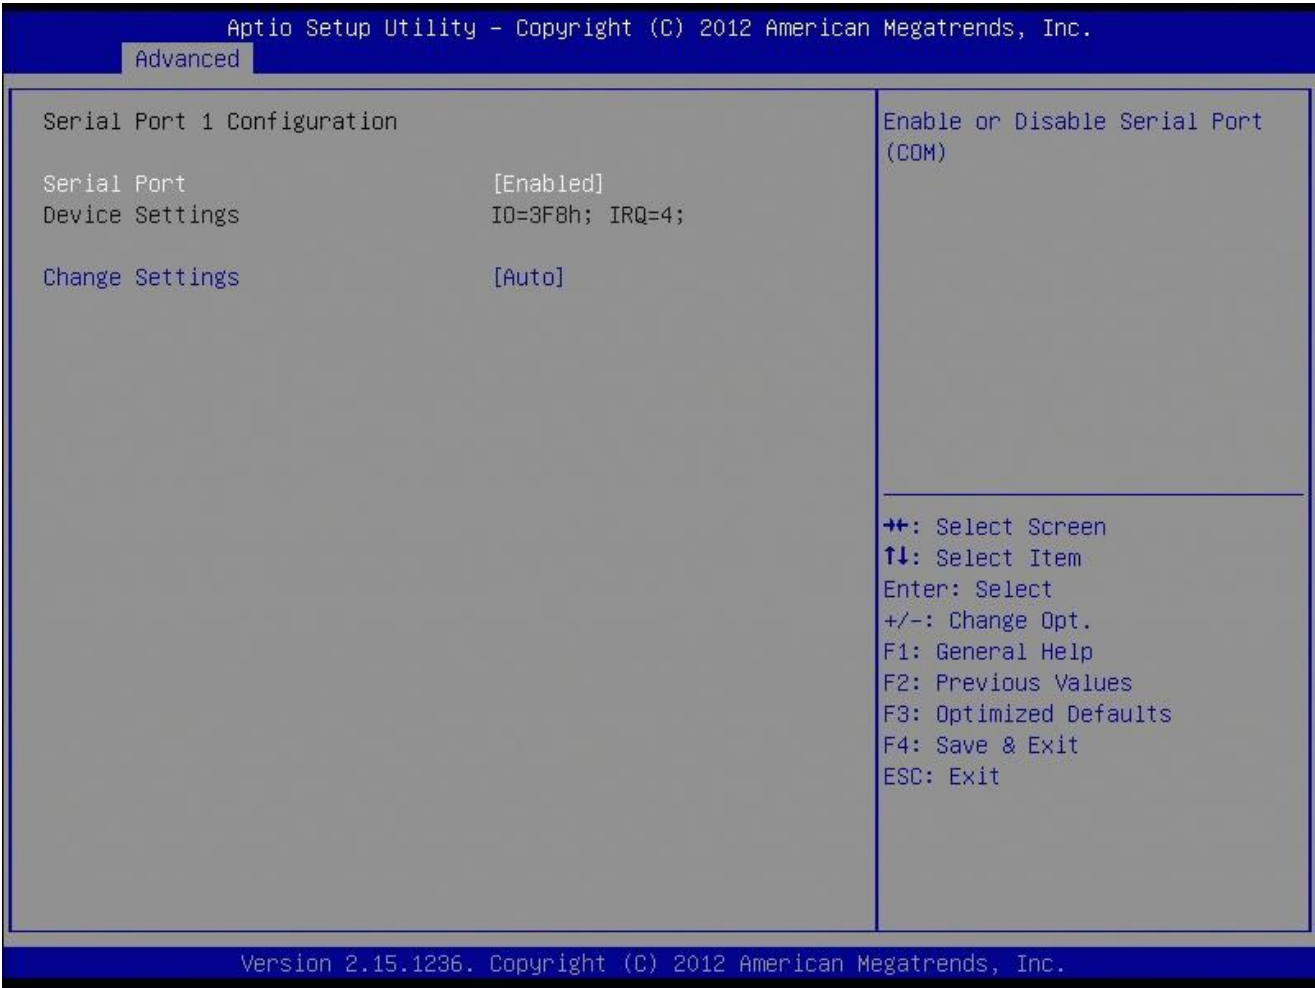 Aptio Setup Utility – Copyright (C) 2012 American Megatrends, Inc.
Advanced
Serial Port 1 Configuration
Serial Port [Enabled]
Device Settings IO=3F8h; IRQ=4;
Change Settings [Auto]
Enable or Disable Serial Port
(COM)
→←: Select Screen
↑↓: Select Item
Enter: Select
+/-: Change Opt.
F1: General Help
F2: Previous Values
F3: Optimized Defaults
F4: Save & Exit
ESC: Exit
Version 2.15.1236. Copyright (C) 2012 American Megatrends, Inc.